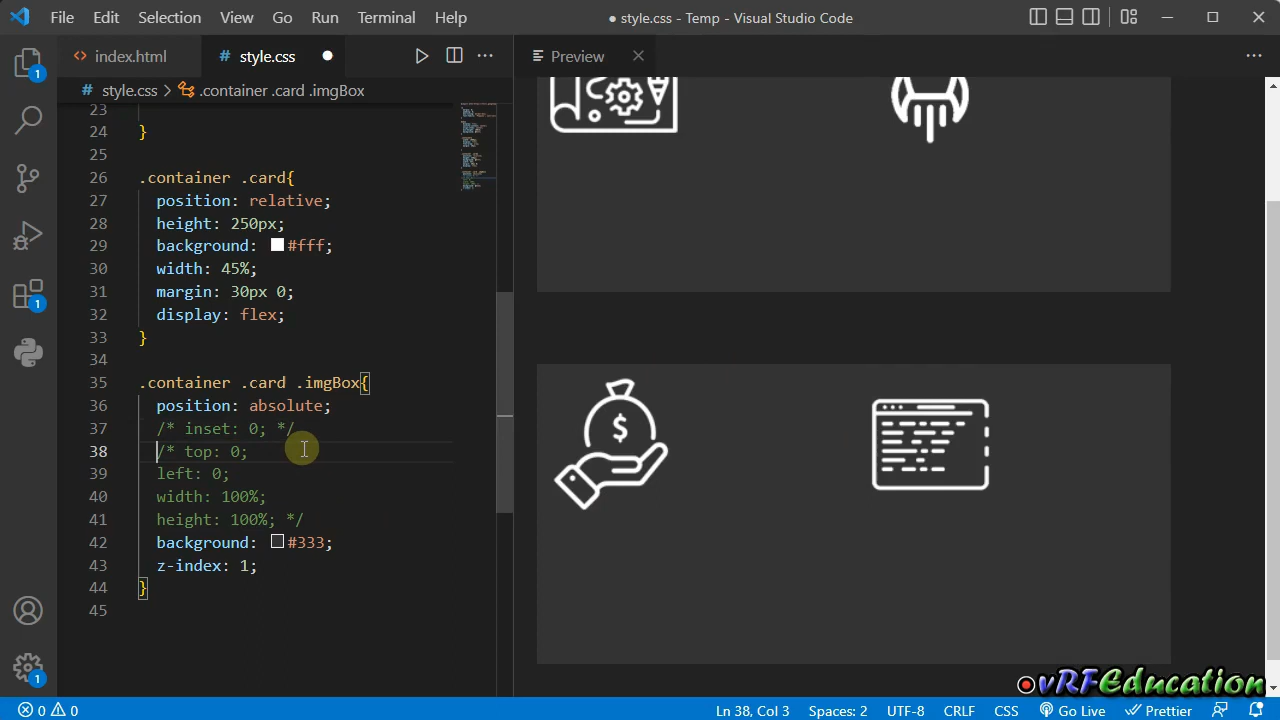 File Edit Selection View Go Run Terminal Help
● style.css - Temp - Visual Studio Code
1
1
1
index.html
# style.css
Preview
# style.css > .container .card .imgBox
23
24 }
25
26 .container .card{
27 position: relative;
28 height: 250px;
29 background: #fff;
30 width: 45%;
31 margin: 30px 0;
32 display: flex;
33 }
34
35 .container .card .imgBox{
36 position: absolute;
37 /* inset: 0; */
38 /* top: 0;
39 left: 0;
40 width: 100%;
41 height: 100%; */
42 background: #333;
43 z-index: 1;
44 }
45
$
vRFEducation
0 0
Ln 38, Col 3
Spaces: 2
UTF-8
CRLF
CSS
Go Live
Prettier